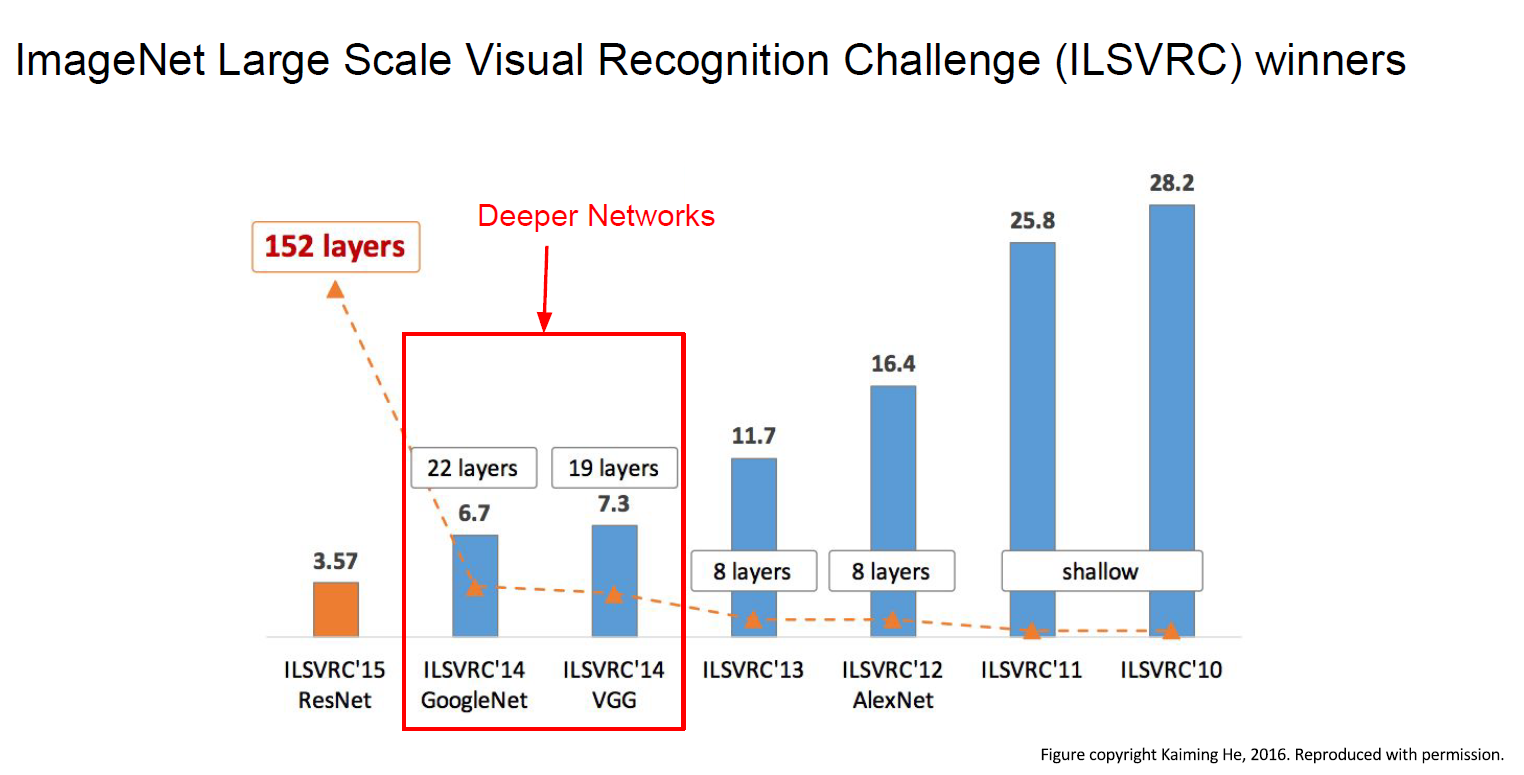 ImageNet Large Scale Visual Recognition Challenge (ILSVRC) winners
Deeper Networks
152 layers
22 layers
19 layers
8 layers
8 layers
shallow
3.57
6.7
7.3
11.7
16.4
25.8
28.2
ILSVRC'15
ResNet
ILSVRC'14
GoogleNet
ILSVRC'14
VGG
ILSVRC'13
ILSVRC'12
AlexNet
ILSVRC'11
ILSVRC'10
Figure copyright Kaiming He, 2016. Reproduced with permission.